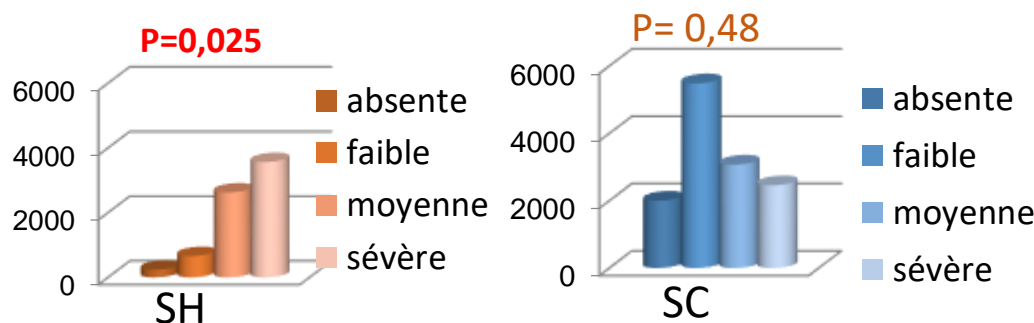 P=0,025
6000
4000
2000
0
absente
faible
moyenne
sévère
SH
P= 0,48
6000
4000
2000
0
absente
faible
moyenne
sévère
SC